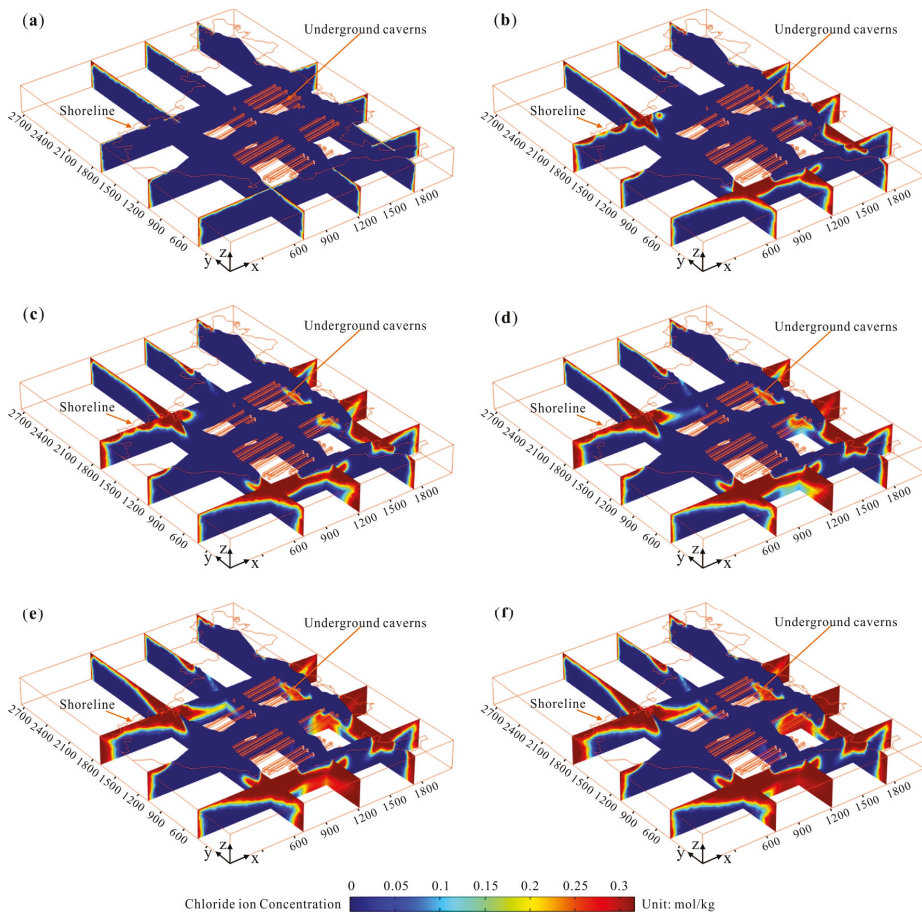 (a)
Underground caverns
Shoreline
2700
2400
2100
1800
1500
1200
900
600
z
y
x
600
900
1200
1500
1800
(b)
Underground caverns
Shoreline
2700
2400
2100
1800
1500
1200
900
600
z
y
x
600
900
1200
1500
1800
(c)
Underground caverns
Shoreline
2700
2400
2100
1800
1500
1200
900
600
z
y
x
600
900
1200
1500
1800
(d)
Underground caverns
Shoreline
2700
2400
2100
1800
1500
1200
900
600
z
y
x
600
900
1200
1500
1800
(e)
Underground caverns
Shoreline
2700
2400
2100
1800
1500
1200
900
600
z
y
x
600
900
1200
1500
1800
(f)
Underground caverns
Shoreline
2700
2400
2100
1800
1500
1200
900
600
z
y
x
600
900
1200
1500
1800
0 0.05 0.1 0.15 0.2 0.25 0.3
Chloride ion Concentration Unit: mol/kg